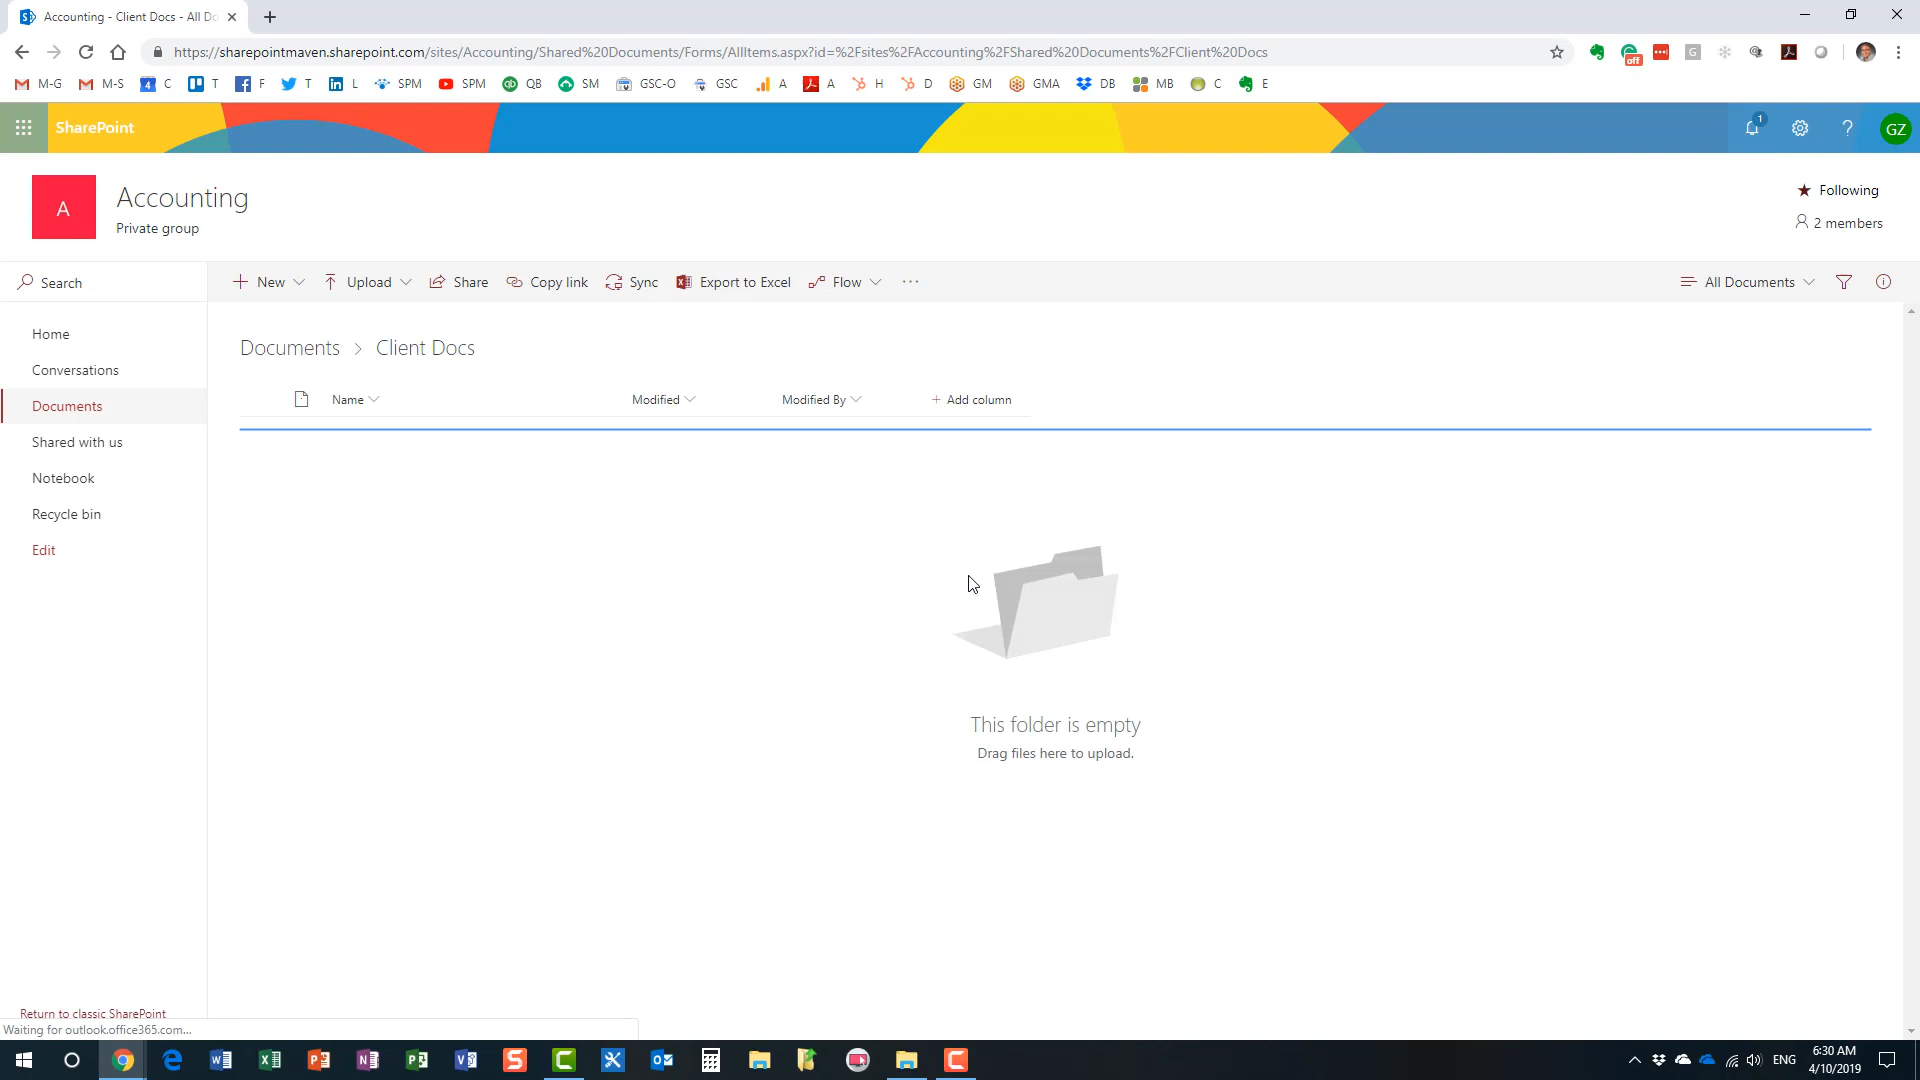 Accounting - Client Docs - All Do
https://sharepointmaven.sharepoint.com/sites/Accounting/Shared%20Documents/Forms/AllItems.aspx?id=%2Fsites%2FAccounting%2FShared%20Documents%2FClient%20Docs
off
M-G M-S 4 C T F T L SPM SPM QB SM GSC-O GSC A A H D GM GMA DB MB C E
SharePoint
1
?
GZ
A
Accounting
Private group
Following
2 members
Search
New Upload Share Copy link Sync Export to Excel Flow ...
All Documents
Home
Conversations
Documents
Shared with us
Notebook
Recycle bin
Edit
Documents > Client Docs
Name Modified Modified By + Add column
This folder is empty
Drag files here to upload.
Return to classic SharePoint
Waiting for outlook.office365.com...
ENG
6:30 AM
4/10/2019